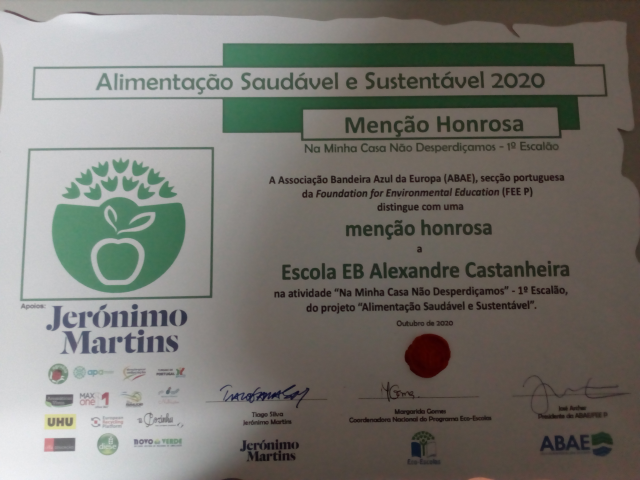 Alimentação Saudável e Sustentável 2020
Menção Honrosa
Na Minha Casa Não Desperdiçamos - 1º Escalão
A Associação Bandeira Azul da Europa (ABAE), secção portuguesa
da Foundation for Environmental Education (FEE P)
distingue com uma
menção honrosa
a
Escola EB Alexandre Castanheira
na atividade "Na Minha Casa Não Desperdiçamos" - 1º Escalão,
do projeto "Alimentação Saudável e Sustentável".
Outubro de 2020
Apoios:
Jerónimo
Martins
UHU
Tiago Silva
Jerónimo Martins
Margarida Gomes
Coordenadora Nacional do Programa Eco-Escolas
Inês Archer
Presidente da ABAE/FEE P
Jerónimo
Martins
Eco-Escolas
ABAE